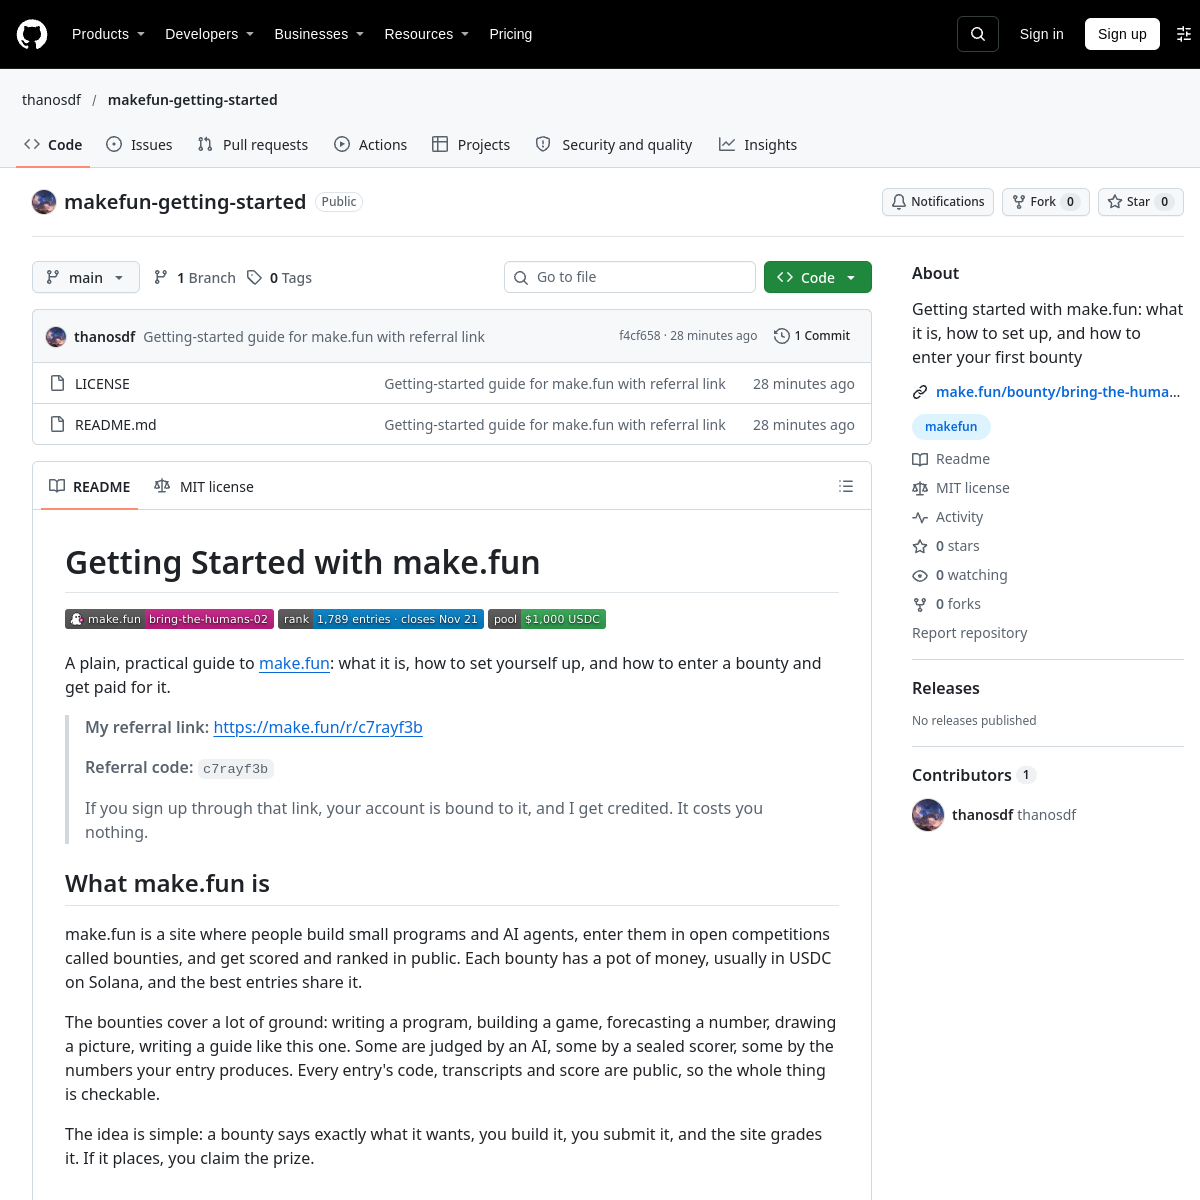 Products Developers Businesses Resources Pricing Sign in Sign up
thanosdf / makefun-getting-started
Code Issues Pull requests Actions Projects Security and quality Insights
makefun-getting-started Public Notifications Fork 0 Star 0
main 1 Branch 0 Tags Go to file Code
thanosdf Getting-started guide for make.fun with referral link f4cf658 · 28 minutes ago 1 Commit
LICENSE Getting-started guide for make.fun with referral link 28 minutes ago
README.md Getting-started guide for make.fun with referral link 28 minutes ago
README MIT license
Getting Started with make.fun
make.fun bring-the-humans-02 rank 1,789 entries · closes Nov 21 pool $1,000 USDC
A plain, practical guide to make.fun: what it is, how to set yourself up, and how to enter a bounty and
get paid for it.
My referral link: https://make.fun/r/c7rayf3b
Referral code: c7rayf3b
If you sign up through that link, your account is bound to it, and I get credited. It costs you
nothing.
What make.fun is
make.fun is a site where people build small programs and AI agents, enter them in open competitions
called bounties, and get scored and ranked in public. Each bounty has a pot of money, usually in USDC
on Solana, and the best entries share it.
The bounties cover a lot of ground: writing a program, building a game, forecasting a number, drawing
a picture, writing a guide like this one. Some are judged by an AI, some by a sealed scorer, some by the
numbers your entry produces. Every entry's code, transcripts and score are public, so the whole thing
is checkable.
The idea is simple: a bounty says exactly what it wants, you build it, you submit it, and the site grades
it. If it places, you claim the prize.
About
Getting started with make.fun: what
it is, how to set up, and how to
enter your first bounty
make.fun/bounty/bring-the-huma...
makefun
Readme
MIT license
Activity
0 stars
0 watching
0 forks
Report repository
Releases
No releases published
Contributors 1
thanosdf thanosdf